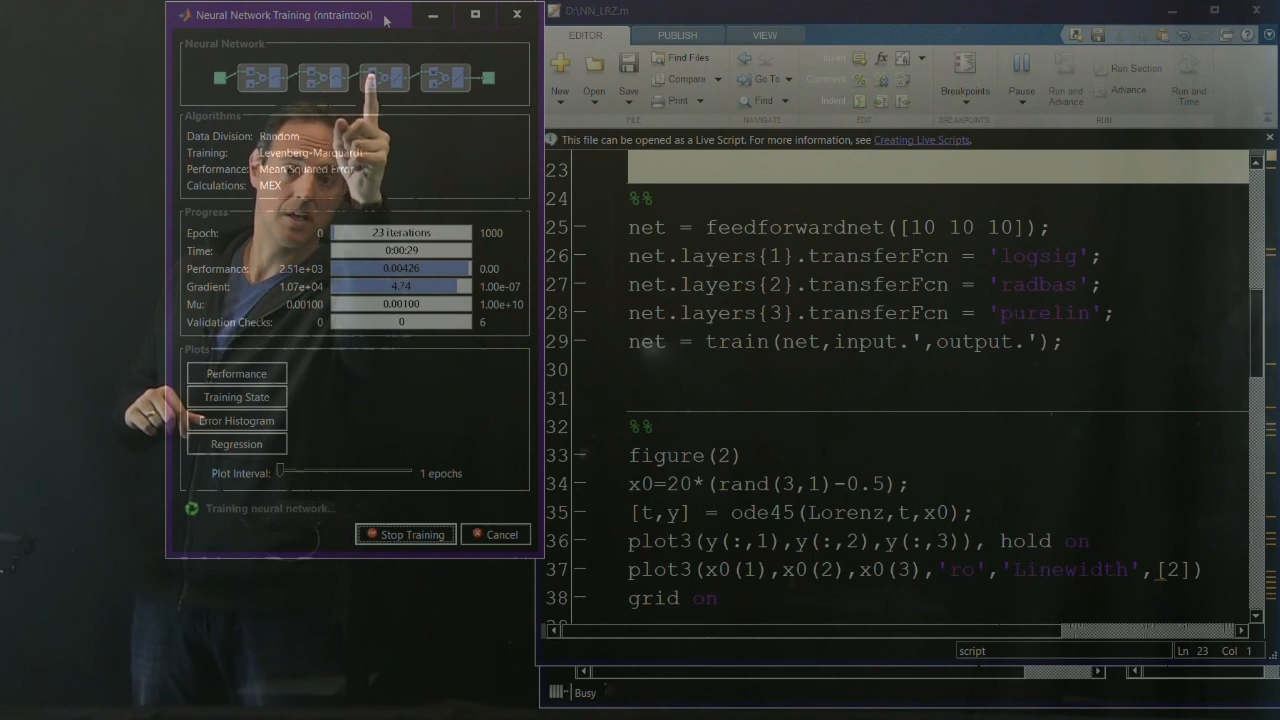 Neural Network Training (nntraintool)
Neural Network
Algorithms
Data Division: Random
Training: Levenberg-Marquardt
Performance: Mean Squared Error
Calculations: MEX
Progress
Epoch: 0 23 iterations 1000
Time: 0:00:29
Performance: 2.51e+03 0.00426 0.00
Gradient: 1.07e+04 4.74 1.00e-07
Mu: 0.00100 0.00100 1.00e+10
Validation Checks: 0 0 6
Plots
Performance
Training State
Error Histogram
Regression
Plot Interval: 1 epochs
Training neural network...
Stop Training Cancel
D:\NN_LRZ.m
EDITOR PUBLISH VIEW
New Open Save Find Files Compare Print
Go To Find
Insert Comment Indent
Breakpoints Pause Run and Advance Run Section Advance Run and Time
FILE NAVIGATE EDIT BREAKPOINTS RUN
This file can be opened as a Live Script. For more information, see Creating Live Scripts.
23
24 %%
25 net = feedforwardnet([10 10 10]);
26 net.layers{1}.transferFcn = 'logsig';
27 net.layers{2}.transferFcn = 'radbas';
28 net.layers{3}.transferFcn = 'purelin';
29 net = train(net,input.',output.');
30
31
32 %%
33 figure(2)
34 x0=20*(rand(3,1)-0.5);
35 [t,y] = ode45(Lorenz,t,x0);
36 plot3(y(:,1),y(:,2),y(:,3)), hold on
37 plot3(x0(1),x0(2),x0(3),'ro','Linewidth',[2])
38 grid on
script Ln 23 Col 1
Busy